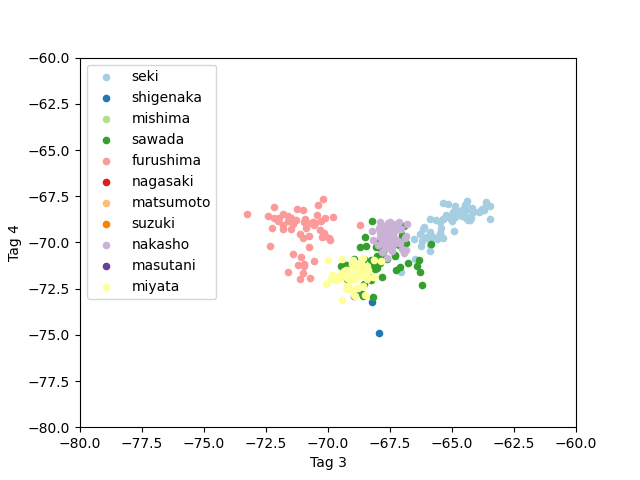 −60.0
−62.5
−65.0
−67.5
−70.0
−72.5
−75.0
−77.5
−80.0
Tag 4
seki
shigenaka
mishima
sawada
furushima
nagasaki
matsumoto
suzuki
nakasho
masutani
miyata
−80.0 −77.5 −75.0 −72.5 −70.0 −67.5 −65.0 −62.5 −60.0
Tag 3